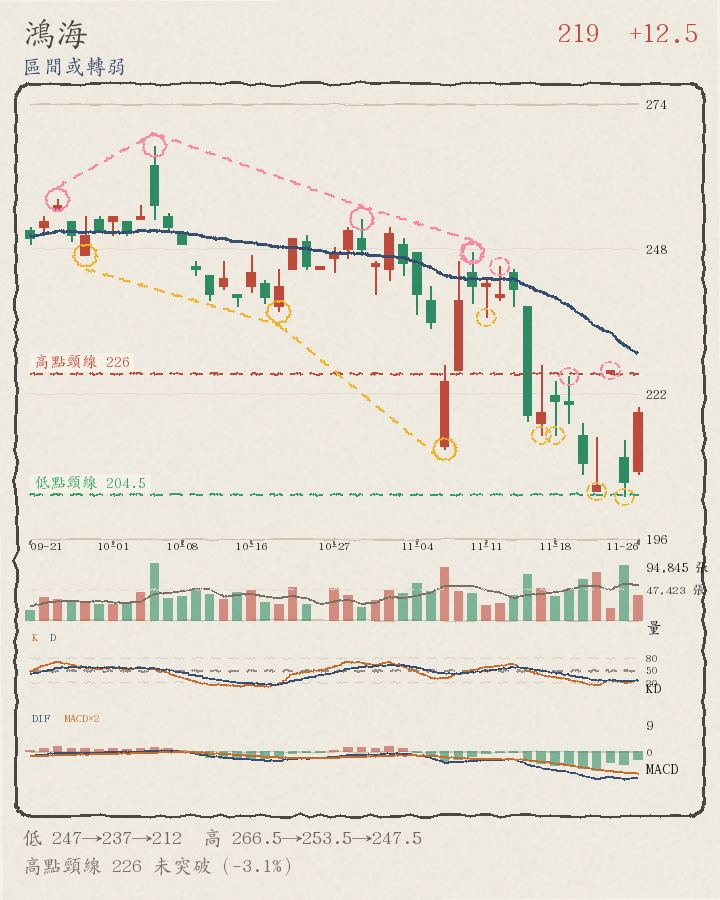 鴻海 219 +12.5
區間或轉弱
274
248
高點頸線 226
222
低點頸線 204.5
196
09-21 10-01 10-08 10-16 10-27 11-04 11-11 11-18 11-26
94,845 張
47,423 張
量
K D
80
50
20
KD
DIF MACD×2
9
0
MACD
低 247→237→212 高 266.5→253.5→247.5
高點頸線 226 未突破 (-3.1%)